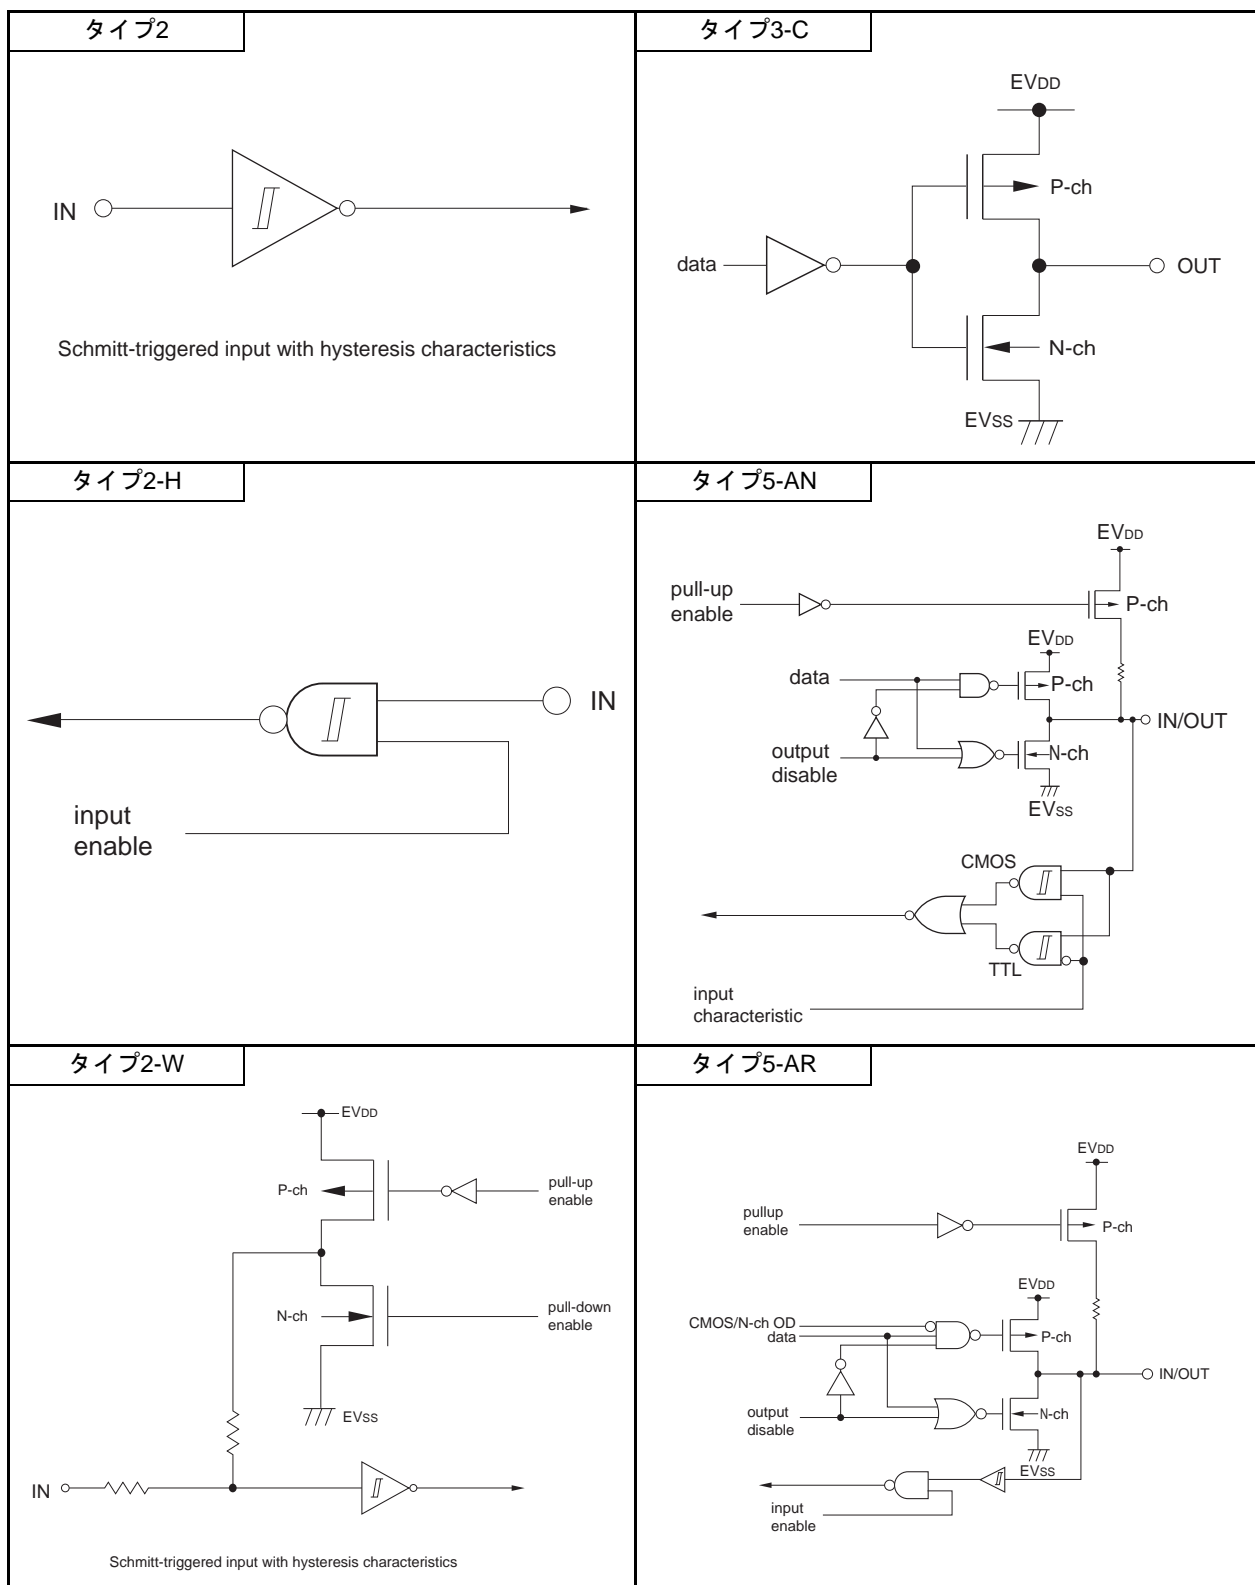 タイプ2
IN
Schmitt-triggered input with hysteresis characteristics
タイプ3-C
EVDD
P-ch
data
OUT
N-ch
EVSS
タイプ2-H
IN
input
enable
タイプ5-AN
EVDD
pull-up
enable
P-ch
EVDD
data
P-ch
IN/OUT
output
disable
N-ch
EVSS
CMOS
TTL
input
characteristic
タイプ2-W
EVDD
P-ch
pull-up
enable
N-ch
pull-down
enable
EVSS
IN
Schmitt-triggered input with hysteresis characteristics
タイプ5-AR
EVDD
pullup
enable
P-ch
EVDD
CMOS/N-ch OD
data
P-ch
IN/OUT
output
disable
N-ch
EVSS
input
enable